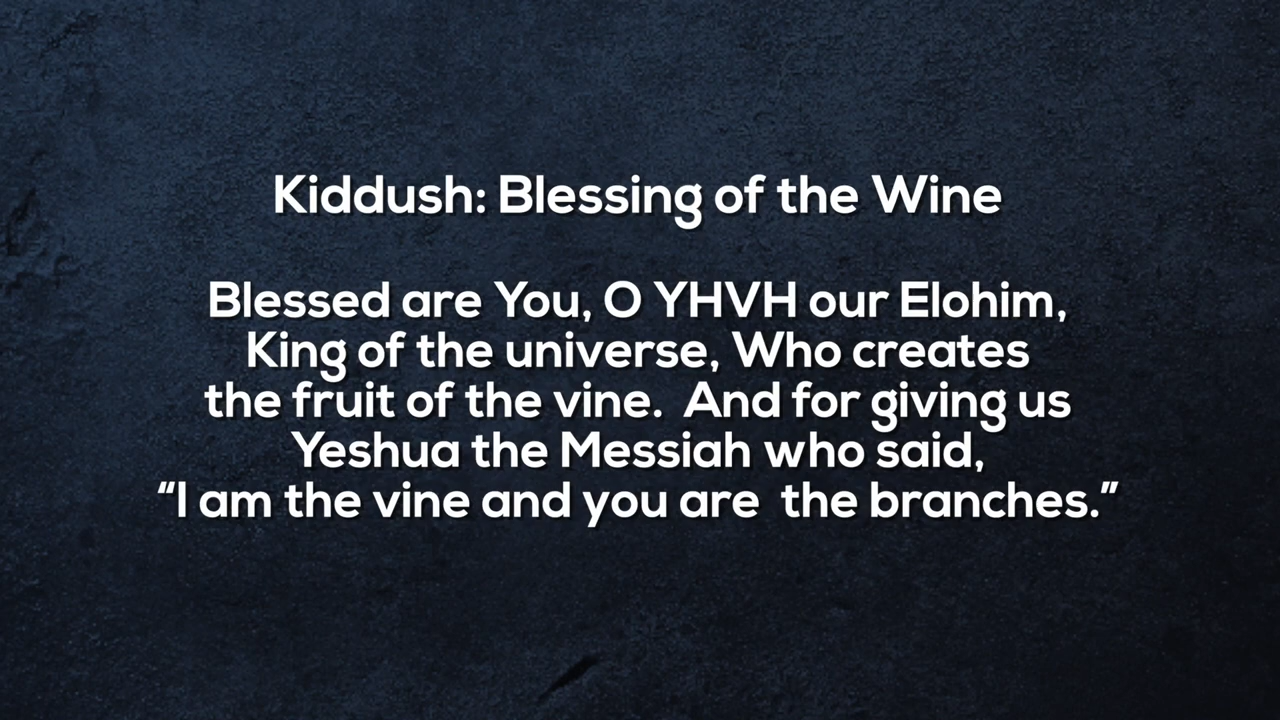 Kiddush: Blessing of the Wine
Blessed are You, O YHVH our Elohim,
King of the universe, Who creates
the fruit of the vine.  And for giving us
Yeshua the Messiah who said,
“I am the vine and you are  the branches.”